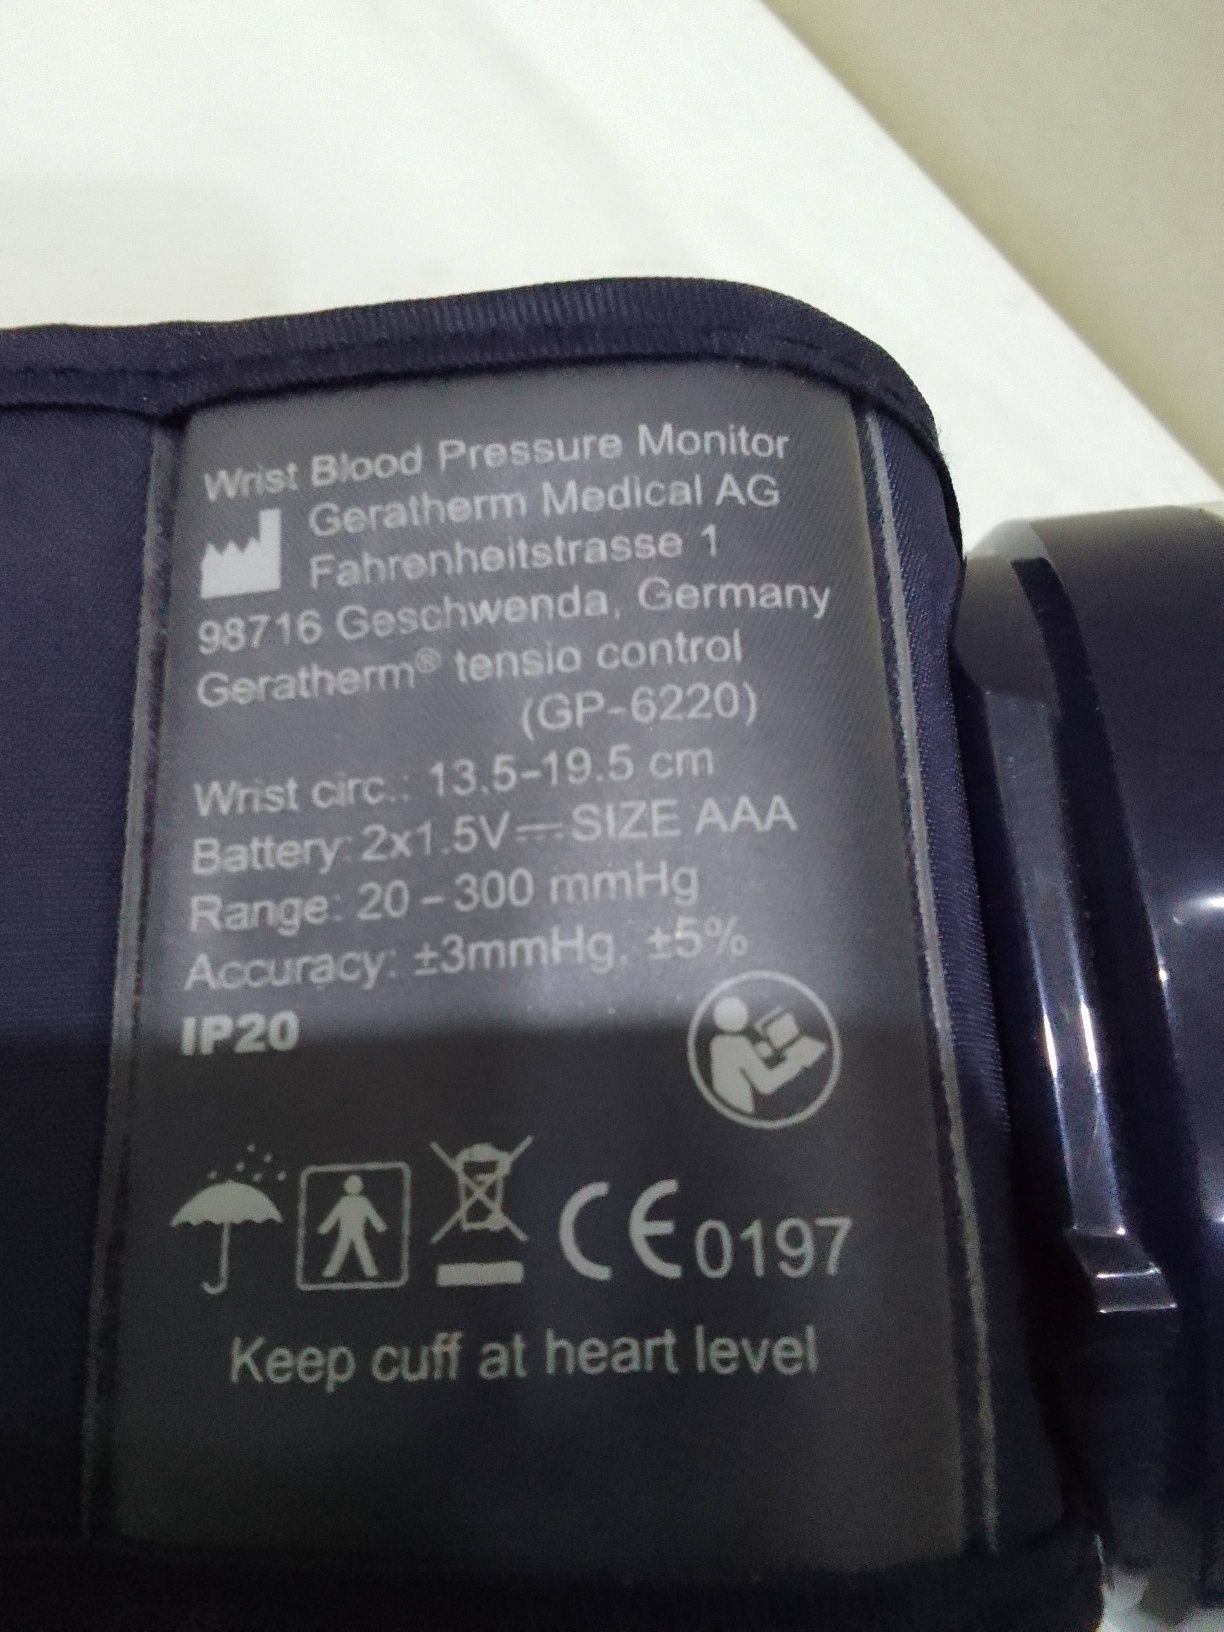 Wrist Blood Pressure Monitor
Geratherm Medical AG
Fahrenheitstrasse 1
98716 Geschwenda, Germany
Geratherm® tensio control
(GP-6220)
Wrist circ.: 13.5-19.5 cm
Battery: 2x1.5V⎓SIZE AAA
Range: 20 - 300 mmHg
Accuracy: ±3mmHg, ±5%
IP20
CE 0197
Keep cuff at heart level